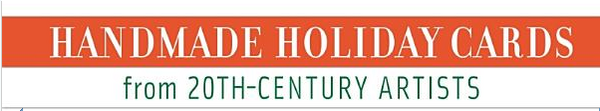 HANDMADE HOLIDAY CARDS
from 20TH-CENTURY ARTISTS